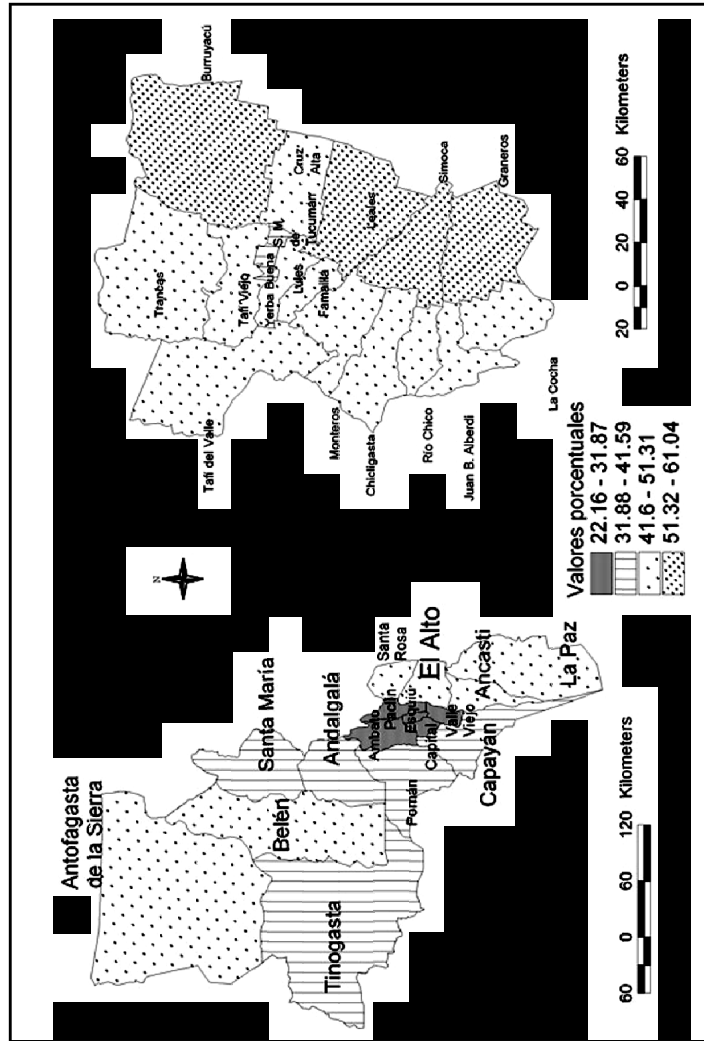 Antofagasta
de la Sierra
Santa María
Belén
Andalgalá
Tinogasta
Pomán
Ambato
Paclín
Santa
Rosa
El Alto
Esquiú
Capital
Valle
Viejo
Ancasti
Capayán
La Paz
60 0 60 120 Kilometers
N
Valores porcentuales
22.16 - 31.87
31.88 - 41.59
41.6 - 51.31
51.32 - 61.04
Burruyacú
Trancas
Tafí del Valle
Tafí Viejo
Yerba Buena
S. M.
de
Tucumarr
Cruz
Alta
Lules
Famailla
Leales
Monteros
Chicligasta
Simoca
Río Chico
Graneros
Juan B. Alberdi
La Cocha
20 0 20 40 60 Kilometers